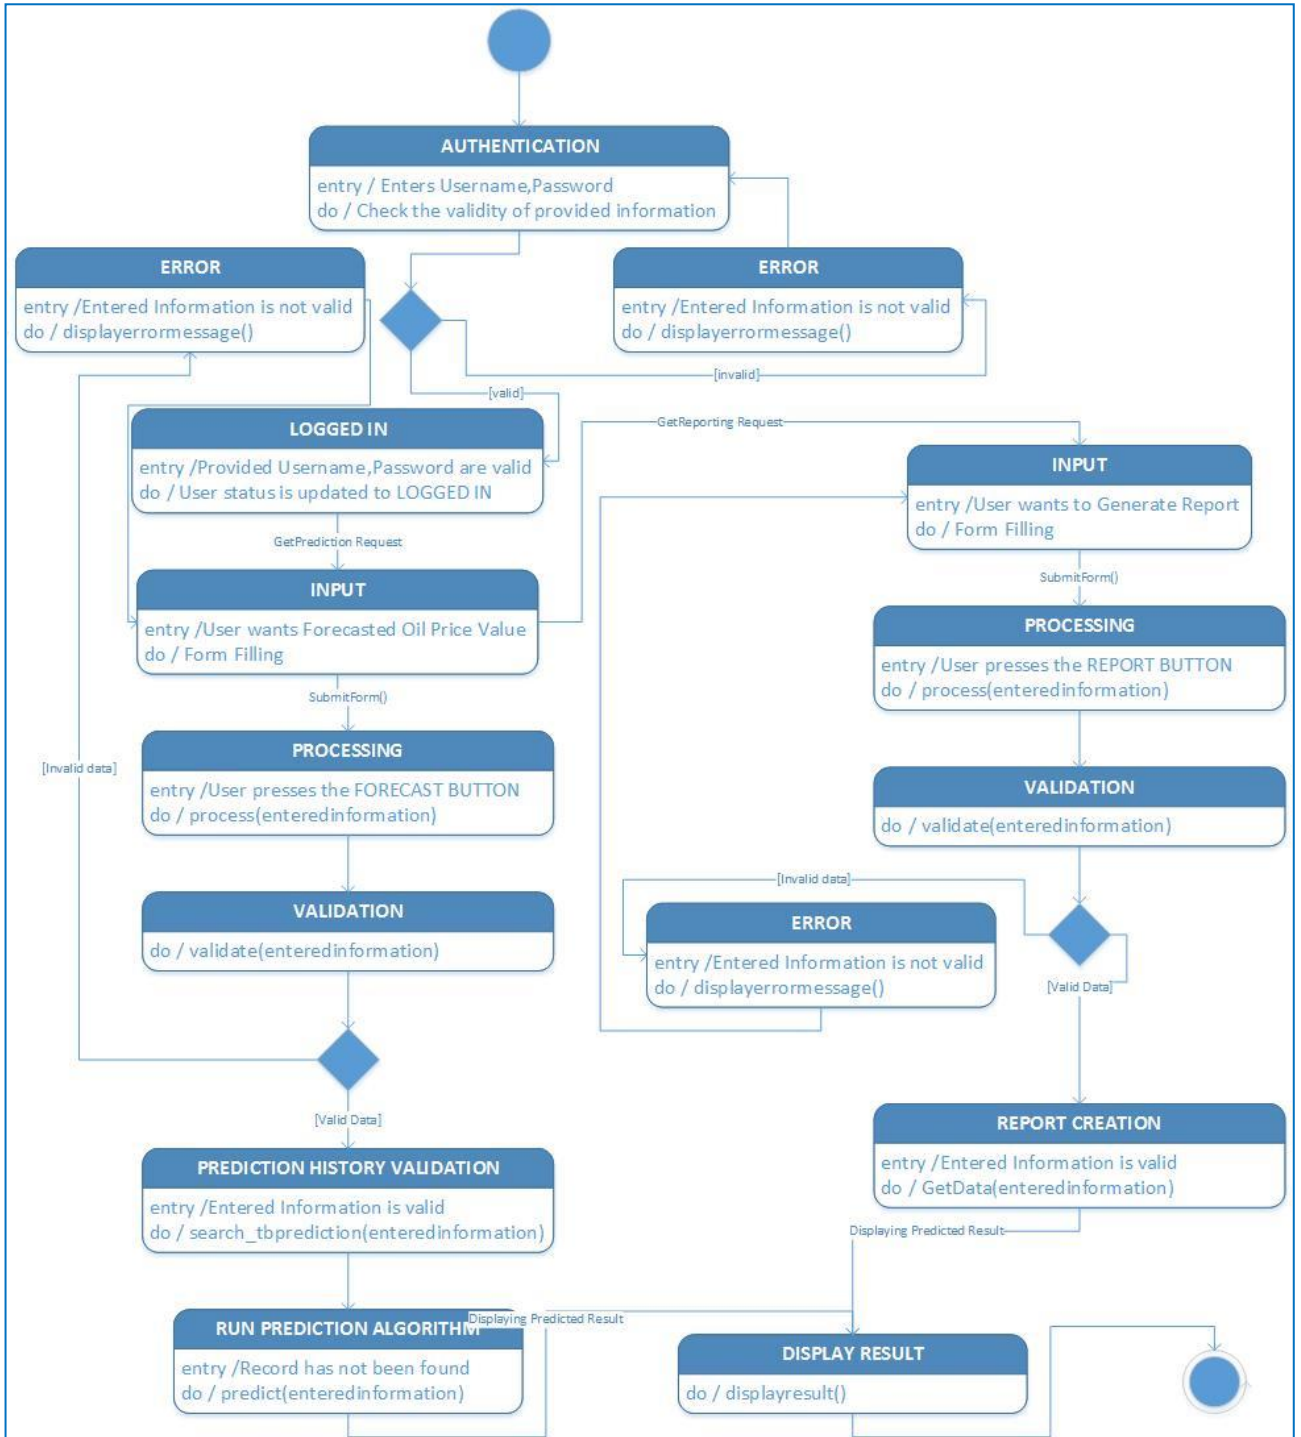 AUTHENTICATION
entry / Enters Username,Password
do / Check the validity of provided information
ERROR
entry /Entered Information is not valid
do / displayerrormessage()
ERROR
entry /Entered Information is not valid
do / displayerrormessage()
[invalid]
[valid]
LOGGED IN
entry /Provided Username,Password are valid
do / User status is updated to LOGGED IN
GetReporting Request
INPUT
entry /User wants to Generate Report
do / Form Filling
GetPrediction Request
INPUT
entry /User wants Forecasted Oil Price Value
do / Form Filling
SubmitForm()
PROCESSING
entry /User presses the REPORT BUTTON
do / process(enteredinformation)
SubmitForm()
PROCESSING
entry /User presses the FORECAST BUTTON
do / process(enteredinformation)
[Invalid data]
VALIDATION
do / validate(enteredinformation)
[Invalid data]
VALIDATION
do / validate(enteredinformation)
ERROR
entry /Entered Information is not valid
do / displayerrormessage()
[Valid Data]
[Valid Data]
REPORT CREATION
entry /Entered Information is valid
do / GetData(enteredinformation)
PREDICTION HISTORY VALIDATION
entry /Entered Information is valid
do / search_tbprediction(enteredinformation)
Displaying Predicted Result
RUN PREDICTION ALGORITHM
entry /Record has not been found
do / predict(enteredinformation)
Displaying Predicted Result
DISPLAY RESULT
do / displayresult()